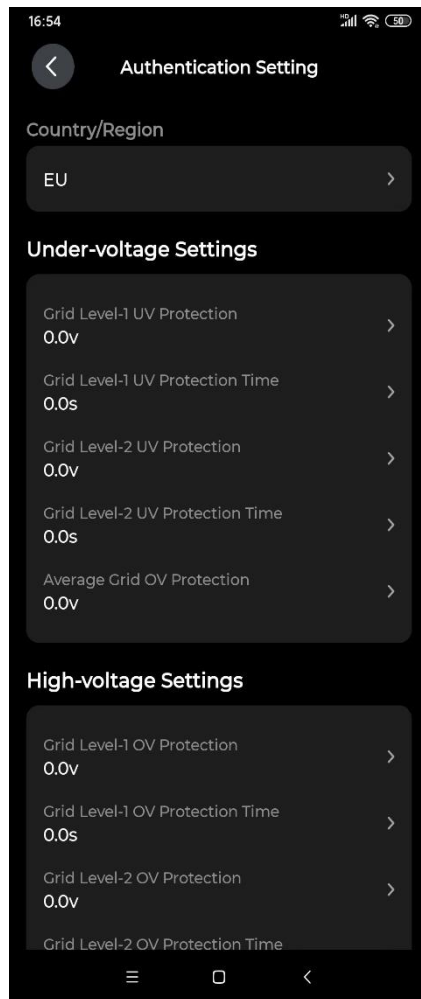 16:54
HD
50
Authentication Setting
Country/Region
EU
Under-voltage Settings
Grid Level-1 UV Protection
0.0v
Grid Level-1 UV Protection Time
0.0s
Grid Level-2 UV Protection
0.0v
Grid Level-2 UV Protection Time
0.0s
Average Grid OV Protection
0.0v
High-voltage Settings
Grid Level-1 OV Protection
0.0v
Grid Level-1 OV Protection Time
0.0s
Grid Level-2 OV Protection
0.0v
Grid Level-2 OV Protection Time